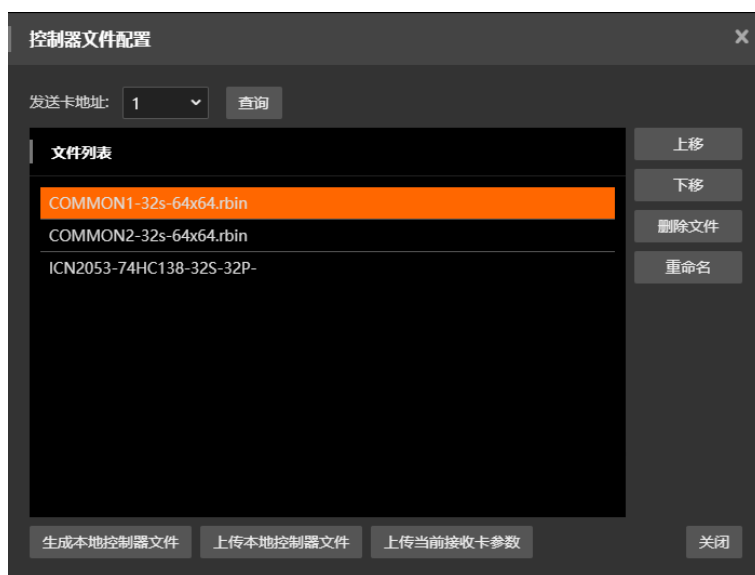 控制器文件配置
发送卡地址: 1 查询
文件列表
COMMON1-32s-64x64.rbin
COMMON2-32s-64x64.rbin
ICN2053-74HC138-32S-32P-
上移
下移
删除文件
重命名
生成本地控制器文件 上传本地控制器文件 上传当前接收卡参数 关闭